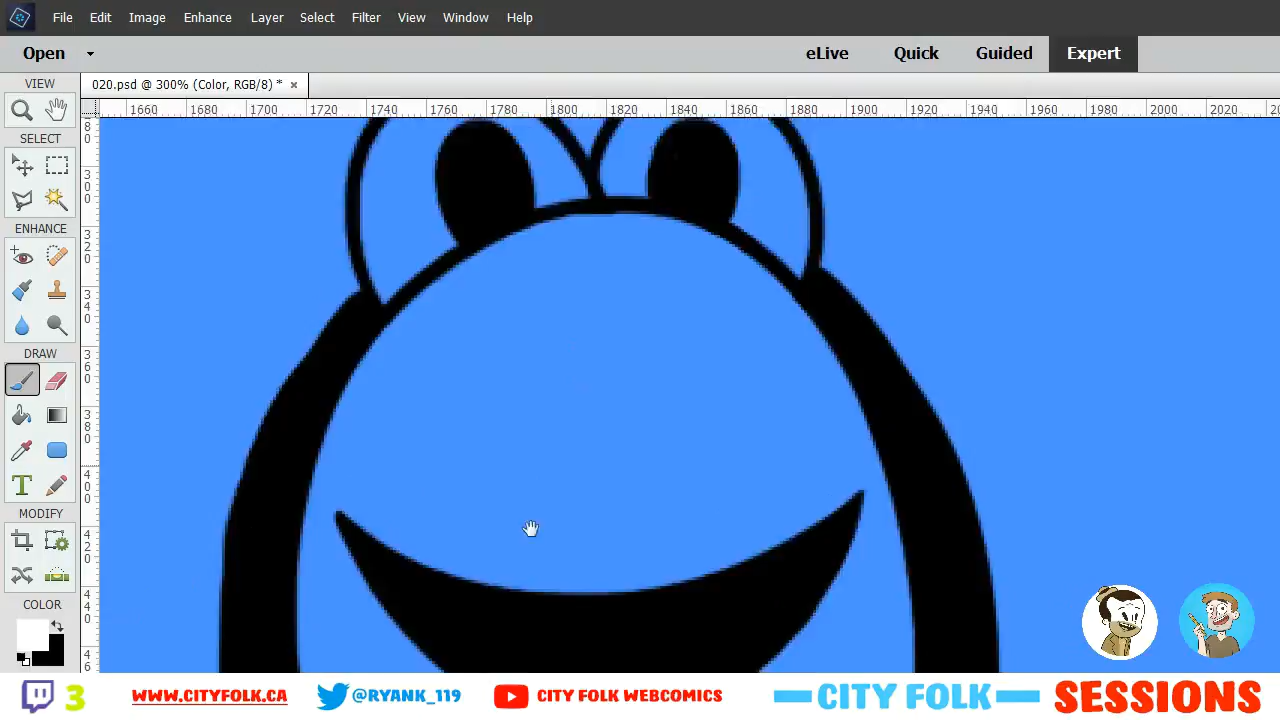 File Edit Image Enhance Layer Select Filter View Window Help
Open eLive Quick Guided Expert
VIEW 020.psd @ 300% (Color, RGB/8) * ×
1660 1680 1700 1720 1740 1760 1780 1800 1820 1840 1860 1880 1900 1920 1940 1960 1980 2000 2020
SELECT
ENHANCE
DRAW
T
MODIFY
COLOR
3 WWW.CITYFOLK.CA @RYANK_119 CITY FOLK WEBCOMICS CITY FOLK SESSIONS